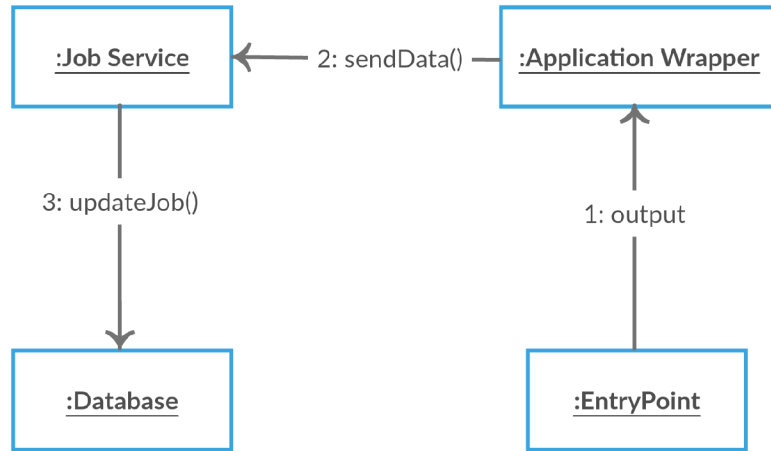 :Job Service
2: sendData()
:Application Wrapper
3: updateJob()
1: output
:Database
:EntryPoint